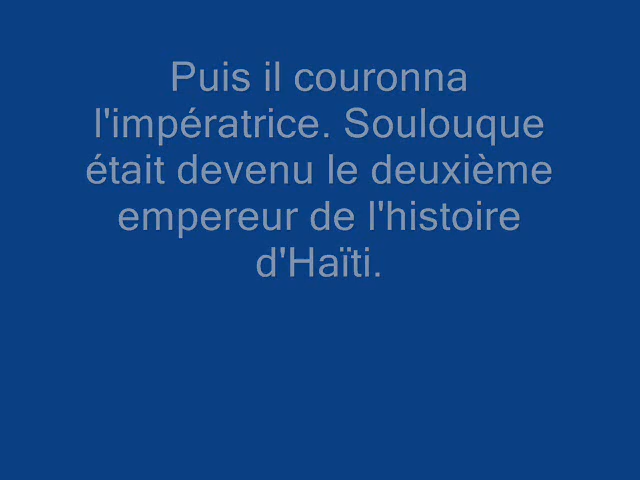 Puis il couronna
l'impératrice. Soulouque
était devenu le deuxième
empereur de l'histoire
d'Haïti.